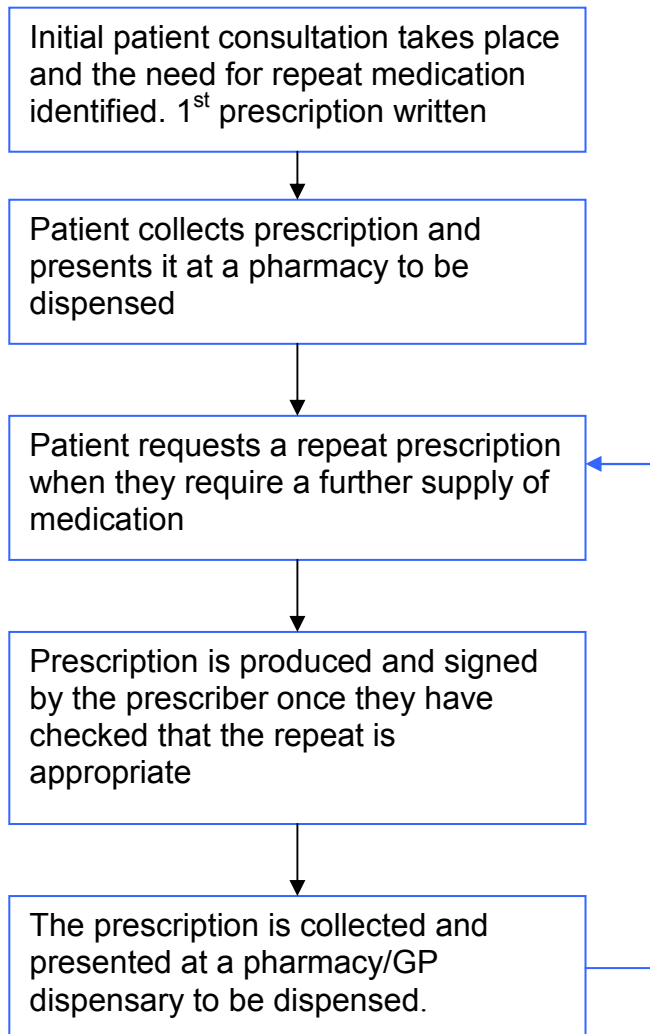 Initial patient consultation takes place
and the need for repeat medication
identified. 1st prescription written
Patient collects prescription and
presents it at a pharmacy to be
dispensed
Patient requests a repeat prescription
when they require a further supply of
medication
Prescription is produced and signed
by the prescriber once they have
checked that the repeat is
appropriate
The prescription is collected and
presented at a pharmacy/GP
dispensary to be dispensed.